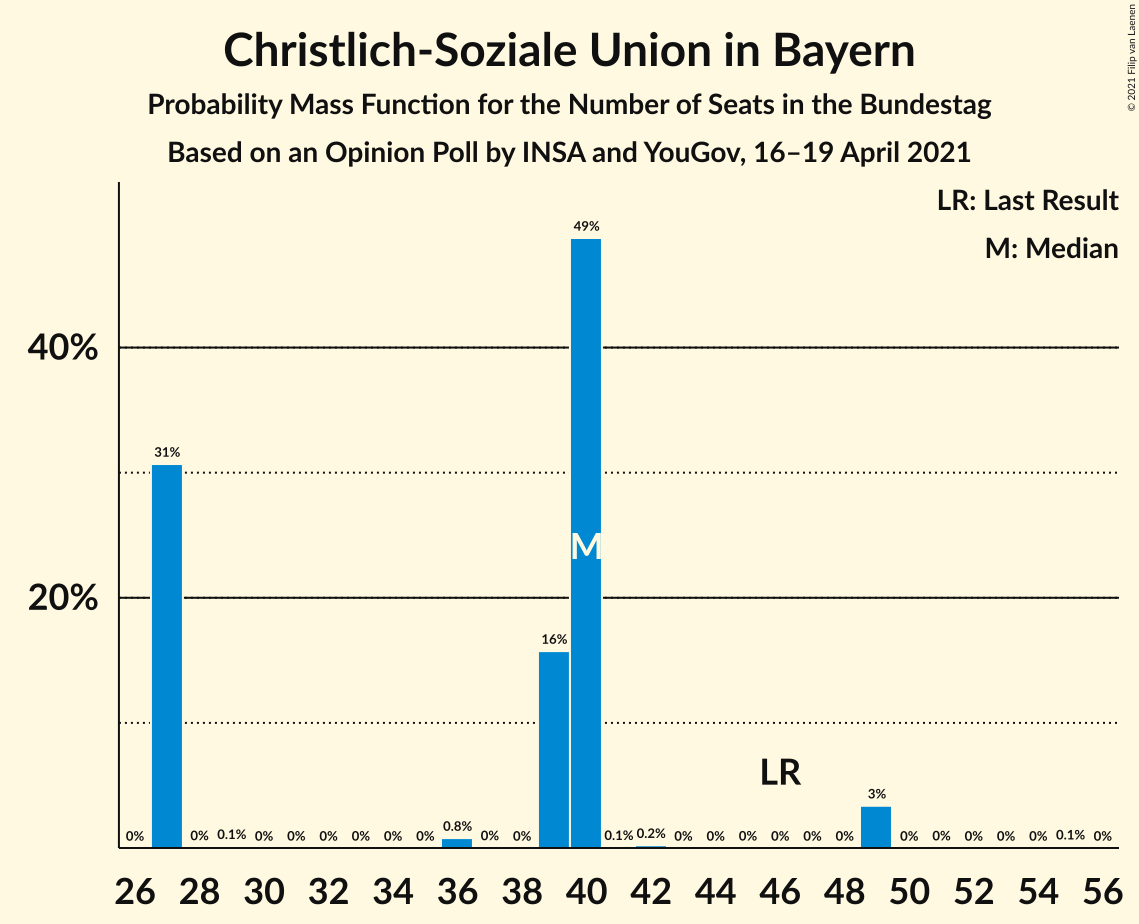 Christlich-Soziale Union in Bayern
Probability Mass Function for the Number of Seats in the Bundestag
Based on an Opinion Poll by INSA and YouGov, 16–19 April 2021
© 2021 Filip van Laenen
LR: Last Result
M: Median
49%
40%
31%
M
20%
16%
LR
3%
0% 0% 0.1% 0% 0% 0% 0% 0% 0% 0.8% 0% 0% 0.1% 0.2% 0% 0% 0% 0% 0% 0% 0% 0% 0% 0% 0% 0.1% 0%
26 28 30 32 34 36 38 40 42 44 46 48 50 52 54 56